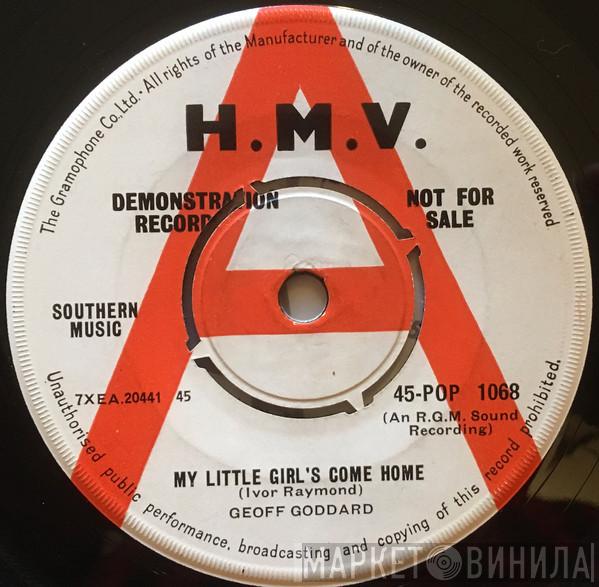 The Gramophone Co., Ltd. · All rights of the Manufacturer and of the owner of the recorded work reserved.
H.M.V.
DEMONSTRATION RECORD
NOT FOR SALE
SOUTHERN MUSIC
7XEA.20441 45
45-POP 1068
(An R.G.M. Sound Recording)
MY LITTLE GIRL'S COME HOME
(Ivor Raymond)
GEOFF GODDARD
Unauthorised public performance, broadcasting and copying of this record prohibited.
МАРКЕТ ВИНИЛА